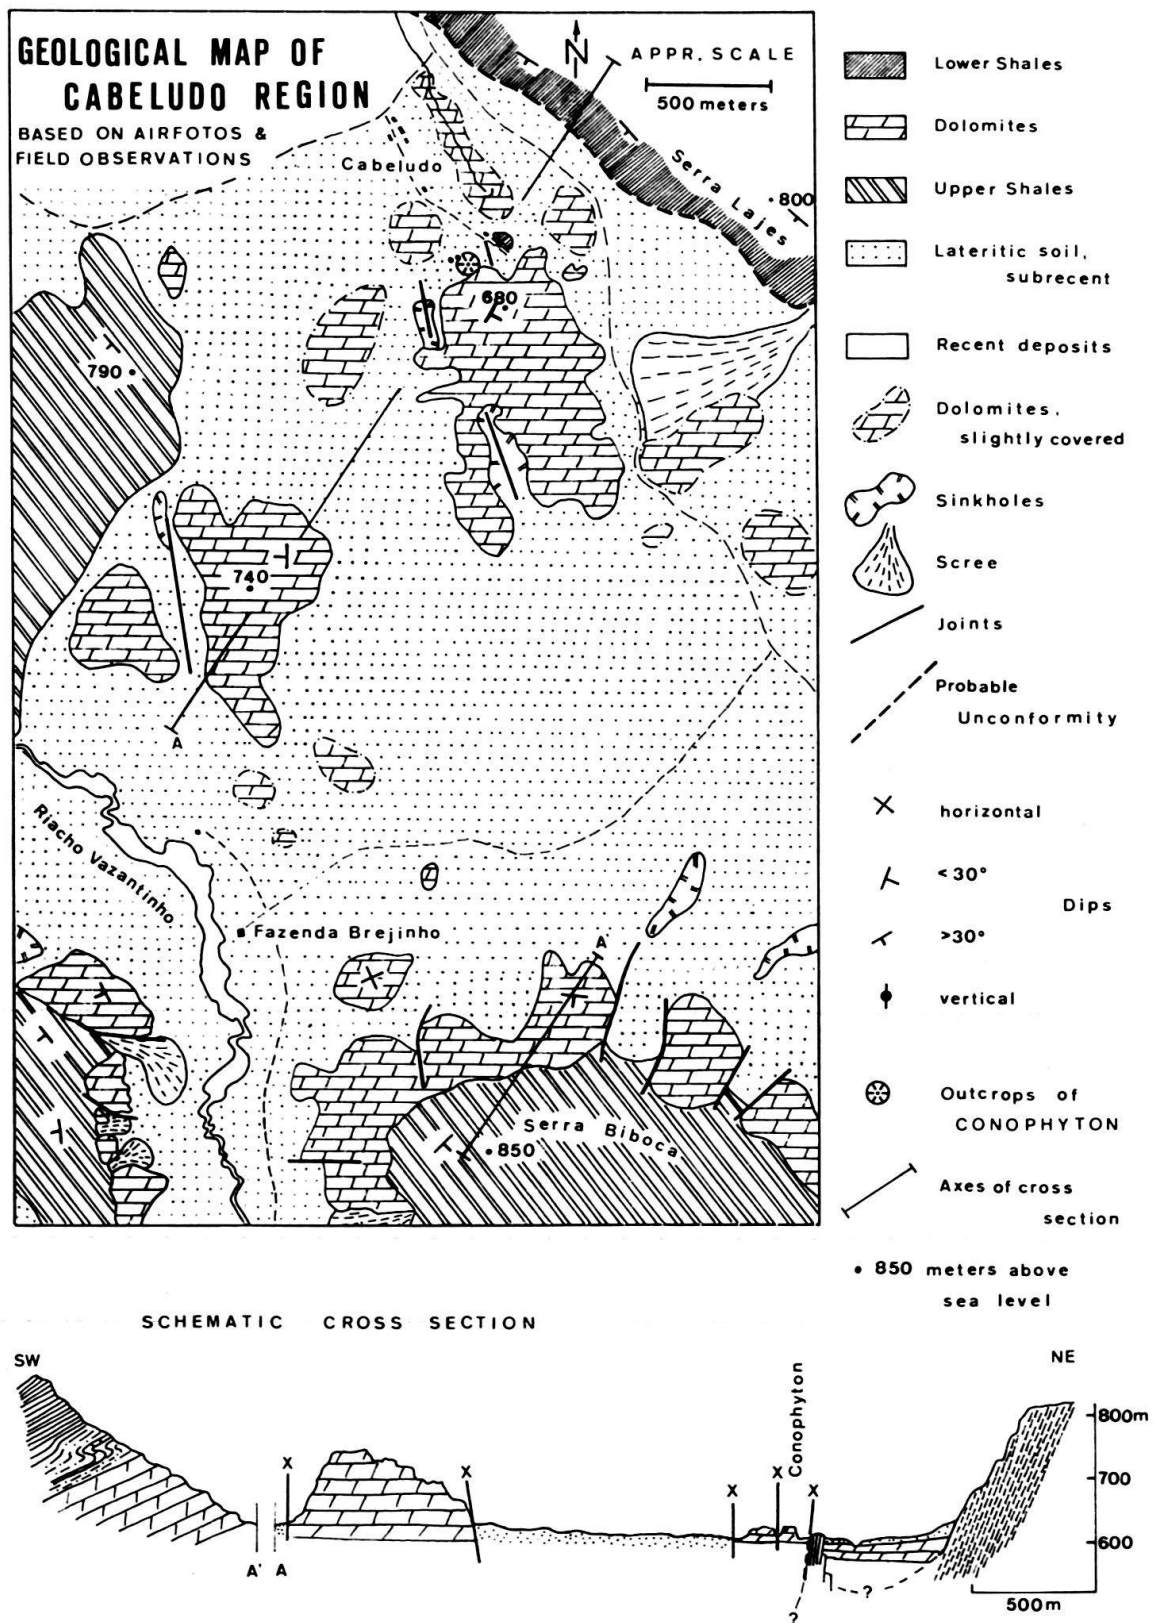 GEOLOGICAL MAP OF
CABELUDO REGION
BASED ON AIRFOTOS &
FIELD OBSERVATIONS
N
APPR. SCALE
500 meters
Cabeludo
Serra Lajes
800
680
790
740
A
Riacho Vazantinho
Fazenda Brejinho
A'
Serra Biboca
850
Lower Shales
Dolomites
Upper Shales
Lateritic soil,
subrecent
Recent deposits
Dolomites,
slightly covered
Sinkholes
Scree
Joints
Probable
Unconformity
horizontal
<30°
Dips
>30°
vertical
Outcrops of
CONOPHYTON
Axes of cross
section
850 meters above
sea level
SCHEMATIC CROSS SECTION
SW
NE
Conophyton
800m
X
X
X
X
X
700
600
A' A
?
?
500m